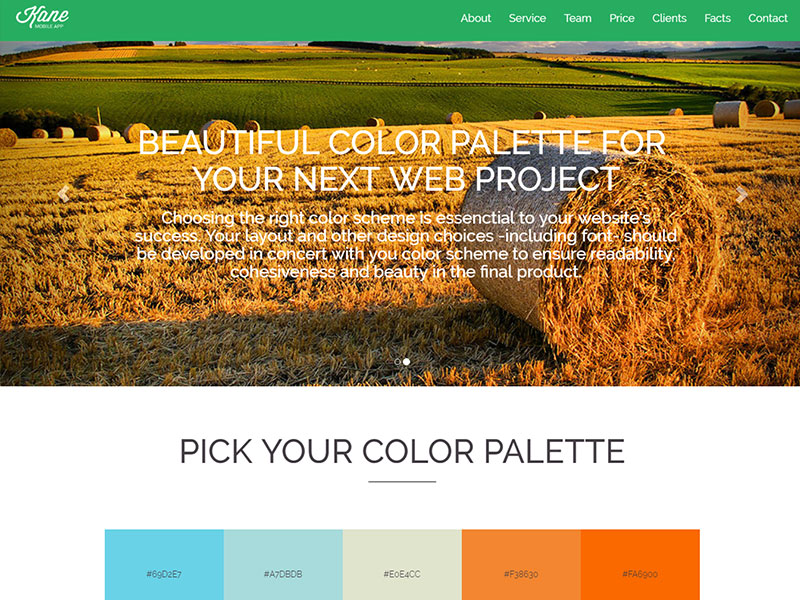 Kane
MOBILE APP
About Service Team Price Clients Facts Contact
BEAUTIFUL COLOR PALETTE FOR
YOUR NEXT WEB PROJECT
Choosing the right color scheme is essenctial to your website's
success. Your layout and other design choices -including font- should
be developed in concert with you color scheme to ensure readability,
cohesiveness and beauty in the final product.
PICK YOUR COLOR PALETTE
#69D2E7 #A7DBDB #E0E4CC #F38630 #FA6900